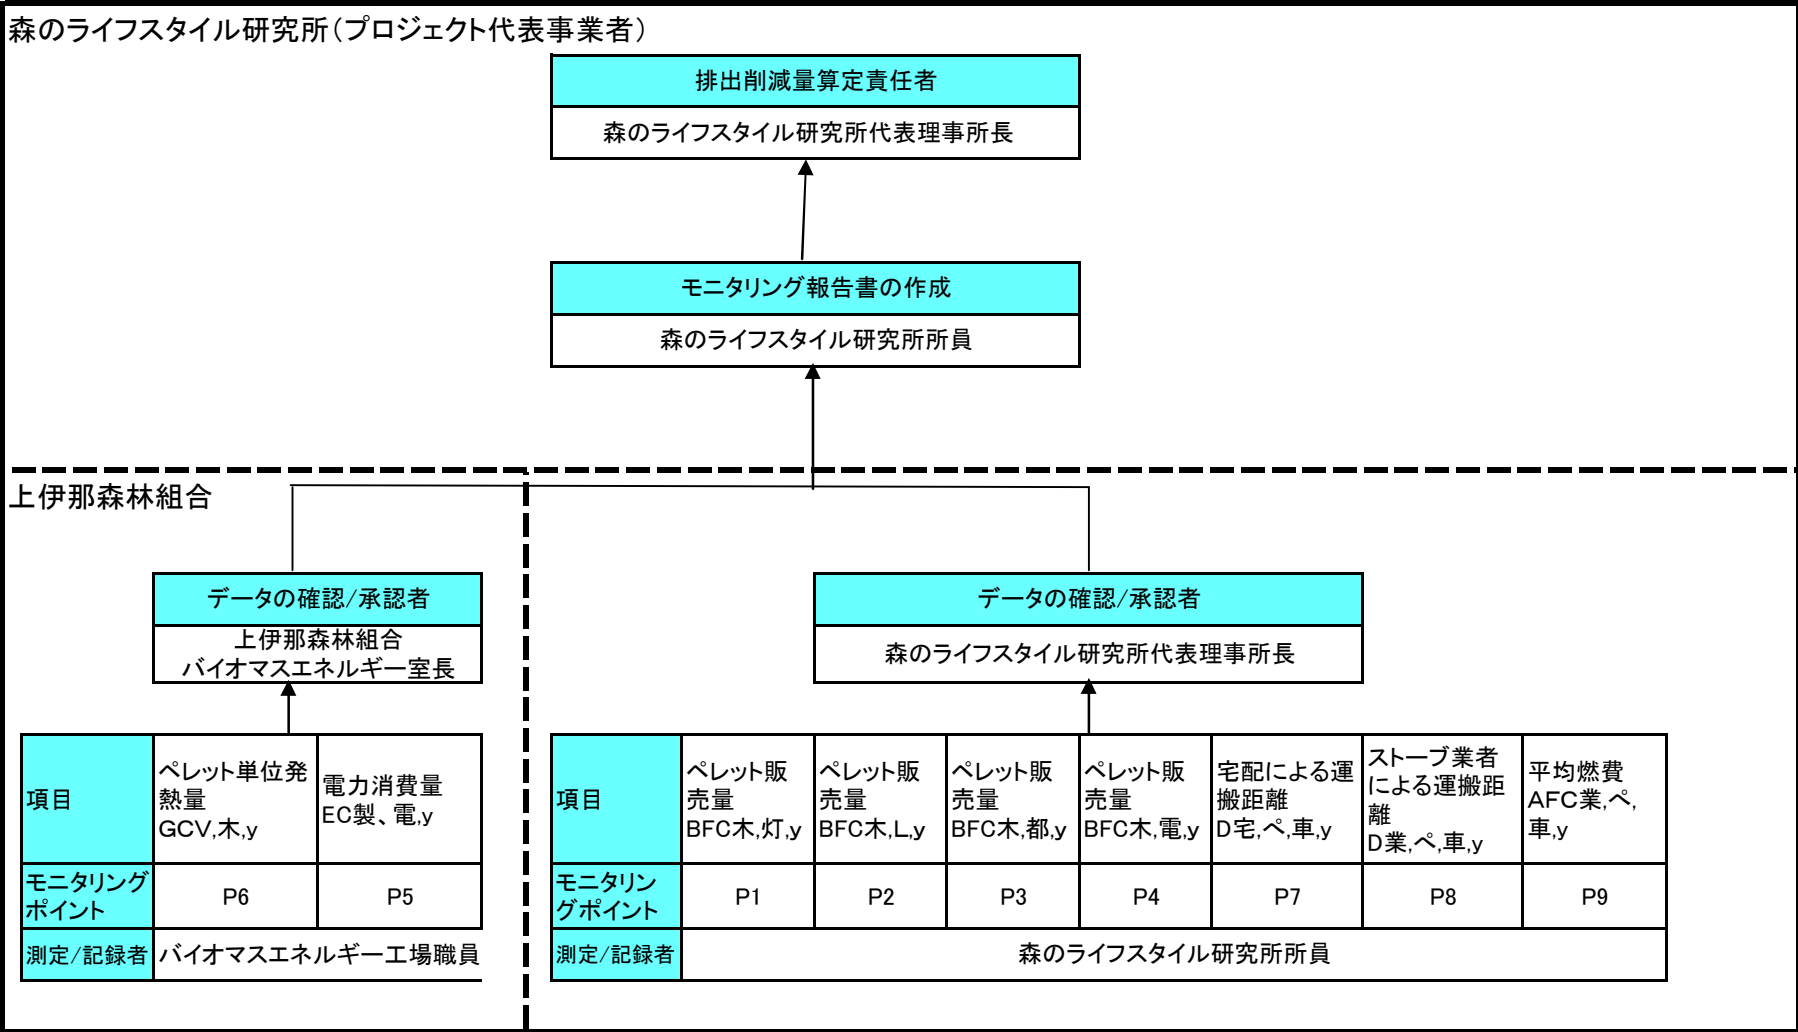 森のライフスタイル研究所（プロジェクト代表事業者）
排出削減量算定責任者
森のライフスタイル研究所代表理事所長
モニタリング報告書の作成
森のライフスタイル研究所所員
上伊那森林組合
データの確認/承認者
上伊那森林組合
バイオマスエネルギー室長
データの確認/承認者
森のライフスタイル研究所代表理事所長
項目
ペレット単位発
熱量
GCV,木,y
電力消費量
EC製、電,y
モニタリング
ポイント
P6
P5
測定/記録者
バイオマスエネルギー工場職員
項目
ペレット販
売量
BFC木,灯,y
ペレット販
売量
BFC木,L,y
ペレット販
売量
BFC木,都,y
ペレット販
売量
BFC木,電,y
宅配による運
搬距離
D宅,ペ,車,y
ストーブ業者
による運搬距
離
D業,ペ,車,y
平均燃費
AFC業,ペ,
車,y
モニタリン
グポイント
P1
P2
P3
P4
P7
P8
P9
測定/記録者
森のライフスタイル研究所所員